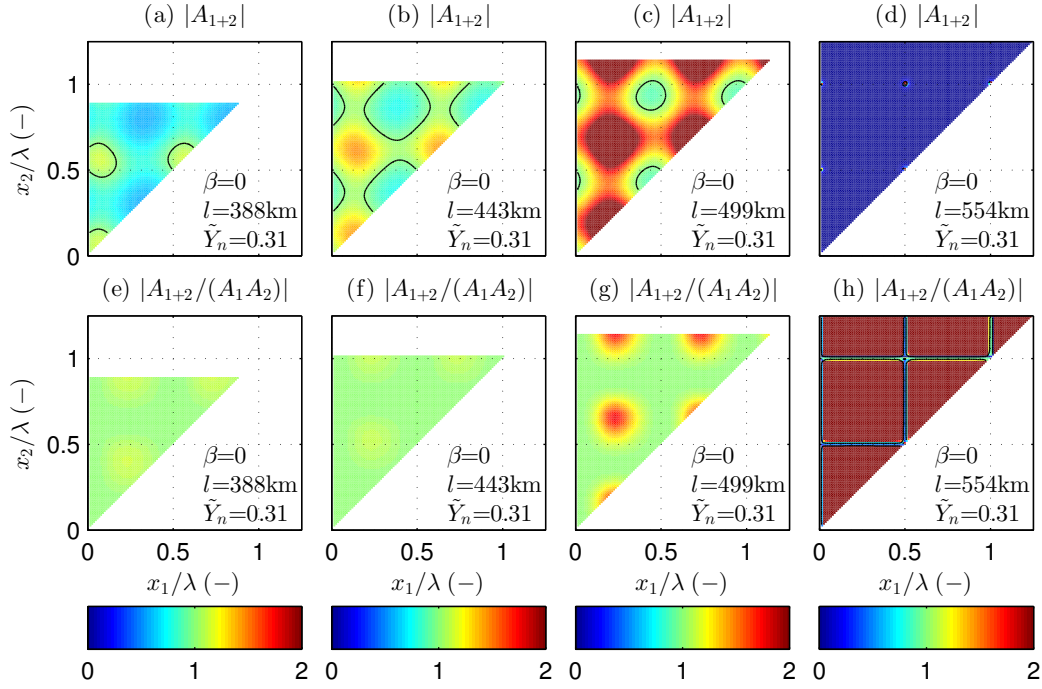 (a) |A₁₊₂|
(b) |A₁₊₂|
(c) |A₁₊₂|
(d) |A₁₊₂|
x₂/λ (−)
1
0.5
0
β=0
l=388km
Ỹₙ=0.31
β=0
l=443km
Ỹₙ=0.31
β=0
l=499km
Ỹₙ=0.31
β=0
l=554km
Ỹₙ=0.31
(e) |A₁₊₂/(A₁A₂)|
(f) |A₁₊₂/(A₁A₂)|
(g) |A₁₊₂/(A₁A₂)|
(h) |A₁₊₂/(A₁A₂)|
x₂/λ (−)
1
0.5
0
β=0
l=388km
Ỹₙ=0.31
β=0
l=443km
Ỹₙ=0.31
β=0
l=499km
Ỹₙ=0.31
β=0
l=554km
Ỹₙ=0.31
0 0.5 1
0 0.5 1
0 0.5 1
0 0.5 1
x₁/λ (−)
x₁/λ (−)
x₁/λ (−)
x₁/λ (−)
0 1 2
0 1 2
0 1 2
0 1 2